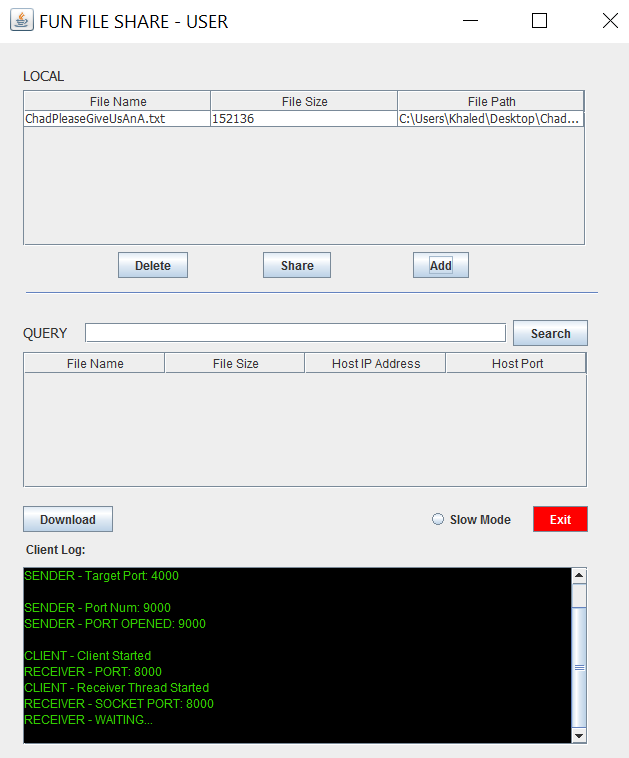 FUN FILE SHARE - USER
LOCAL
File Name File Size File Path
ChadPleaseGiveUsAnA.txt 152136 C:\Users\Khaled\Desktop\Chad...
Delete Share Add
QUERY Search
File Name File Size Host IP Address Host Port
Download Slow Mode Exit
Client Log:
SENDER - Target Port: 4000
SENDER - Port Num: 9000
SENDER - PORT OPENED: 9000
CLIENT - Client Started
RECEIVER - PORT: 8000
CLIENT - Receiver Thread Started
RECEIVER - SOCKET PORT: 8000
RECEIVER - WAITING...